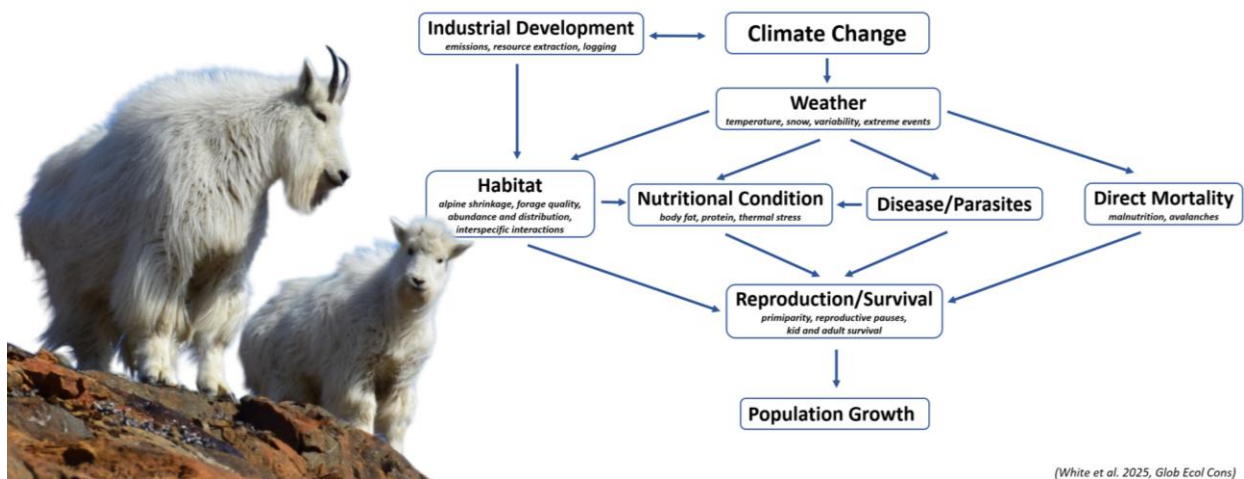 Industrial Development
emissions, resource extraction, logging
Climate Change
Weather
temperature, snow, variability, extreme events
Habitat
alpine shrinkage, forage quality,
abundance and distribution,
interspecific interactions
Nutritional Condition
body fat, protein, thermal stress
Disease/Parasites
Direct Mortality
malnutrition, avalanches
Reproduction/Survival
primiparity, reproductive pauses,
kid and adult survival
Population Growth
(White et al. 2025, Glob Ecol Cons)